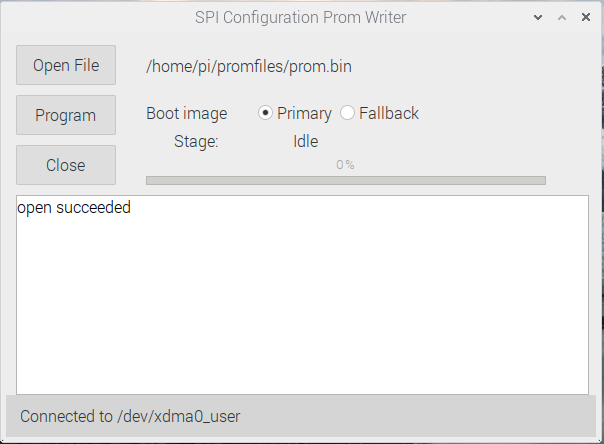 SPI Configuration Prom Writer
Open File
/home/pi/promfiles/prom.bin
Program
Boot image Primary Fallback
Stage: Idle
Close
0%
open succeeded
Connected to /dev/xdma0_user